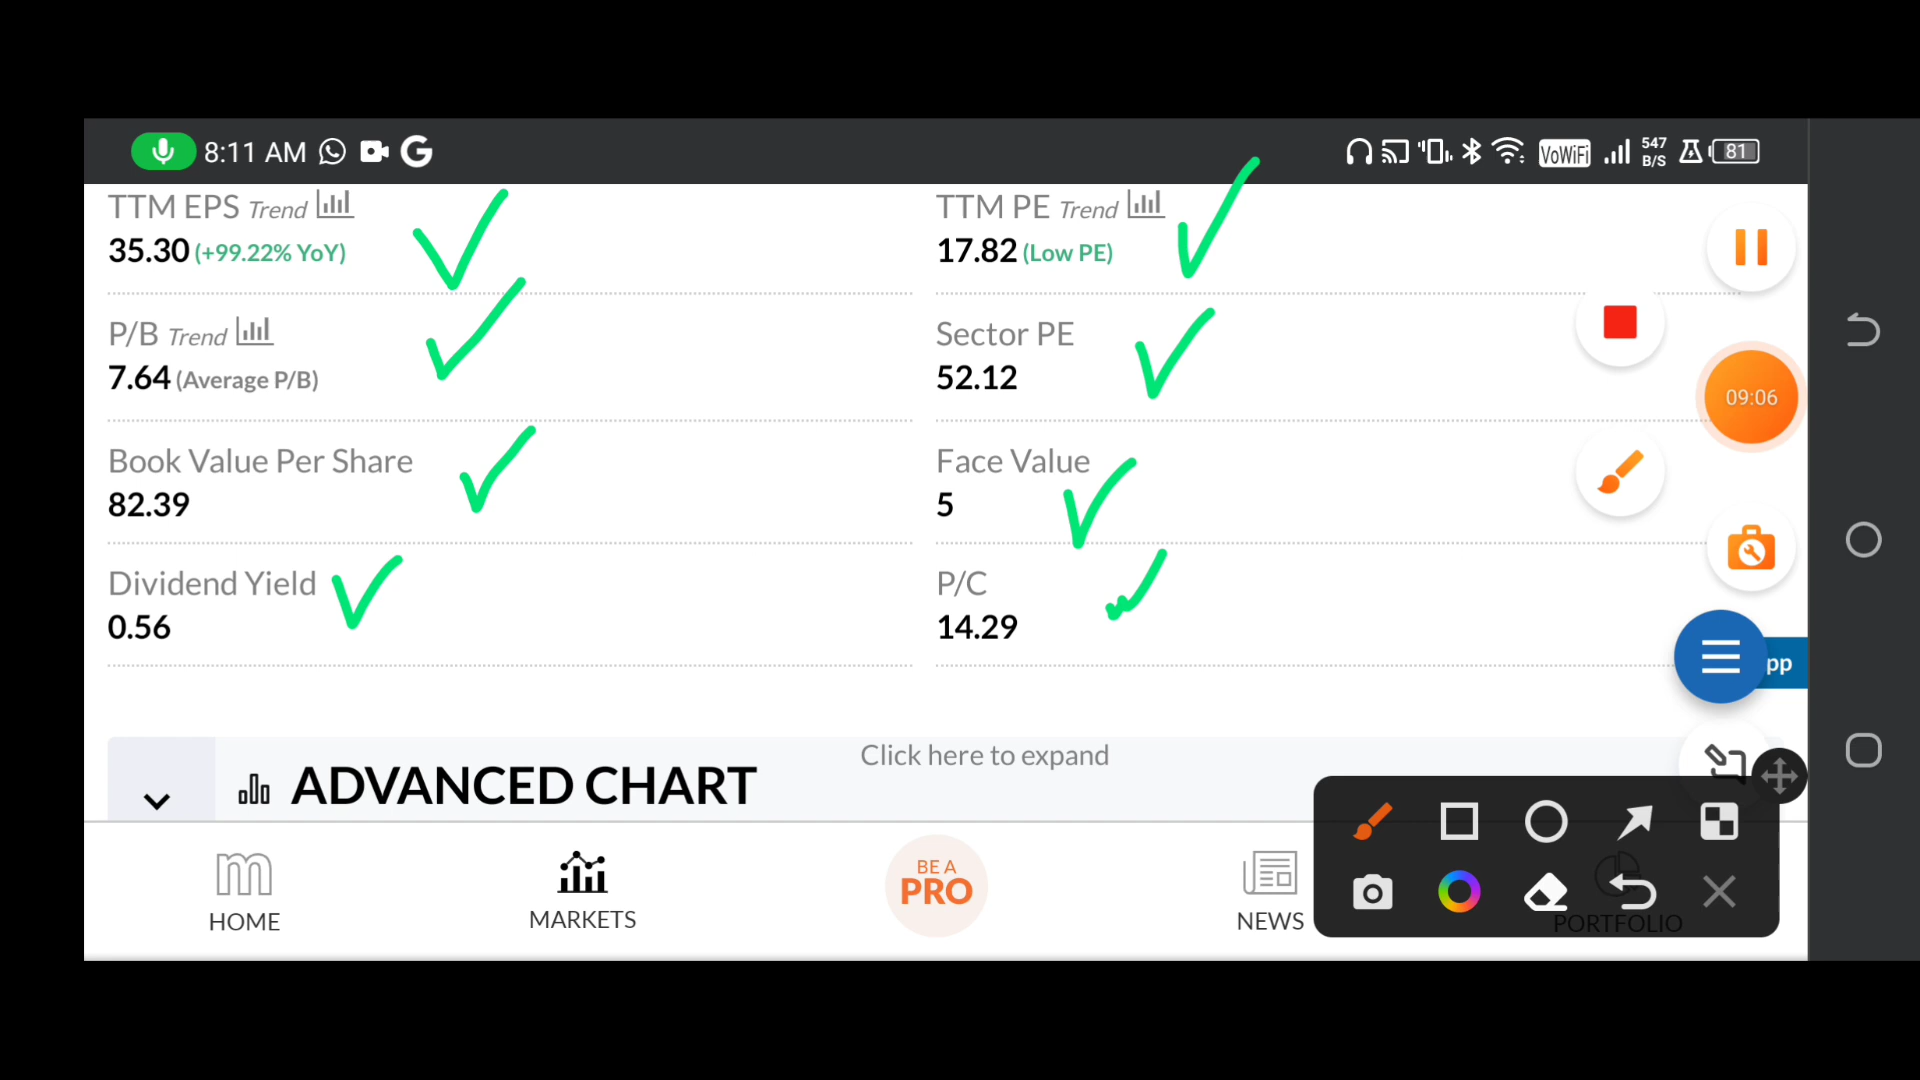 8:11 AM
VoWiFi
547
B/S
81
TTM EPS Trend
35.30 (+99.22% YoY)
TTM PE Trend
17.82 (Low PE)
P/B Trend
7.64 (Average P/B)
Sector PE
52.12
09:06
Book Value Per Share
82.39
Face Value
5
Dividend Yield
0.56
P/C
14.29
pp
Click here to expand
ADVANCED CHART
HOME
MARKETS
BE A
PRO
NEWS
PORTFOLIO